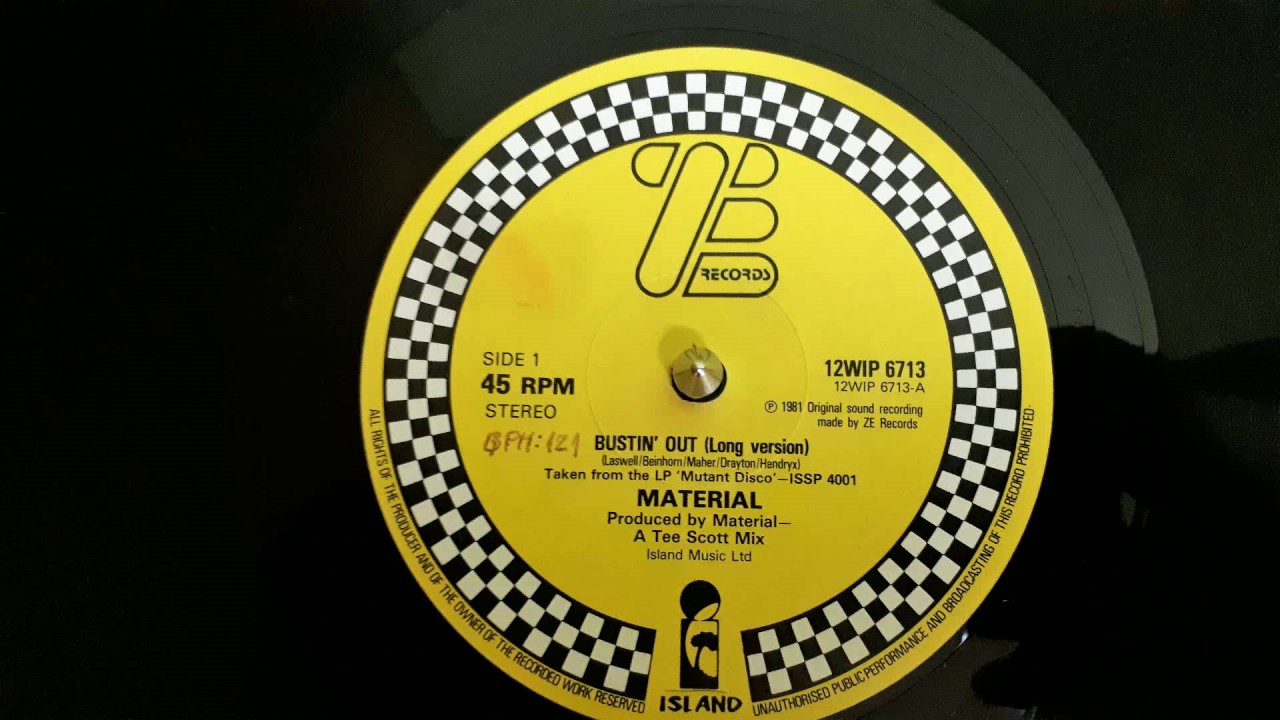 ZE
RECORDS
SIDE 1
45 RPM
STEREO
12WIP 6713
12WIP 6713-A
℗ 1981 Original sound recording
made by ZE Records
BPM: 121
BUSTIN' OUT (Long version)
(Laswell/Beinhorn/Maher/Drayton/Hendryx)
Taken from the LP 'Mutant Disco'—ISSP 4001
MATERIAL
Produced by Material—
A Tee Scott Mix
Island Music Ltd
ISLAND
ALL RIGHTS OF THE PRODUCER AND OF THE OWNER OF THE RECORDED WORK RESERVED
UNAUTHORISED PUBLIC PERFORMANCE AND BROADCASTING OF THIS RECORD PROHIBITED·